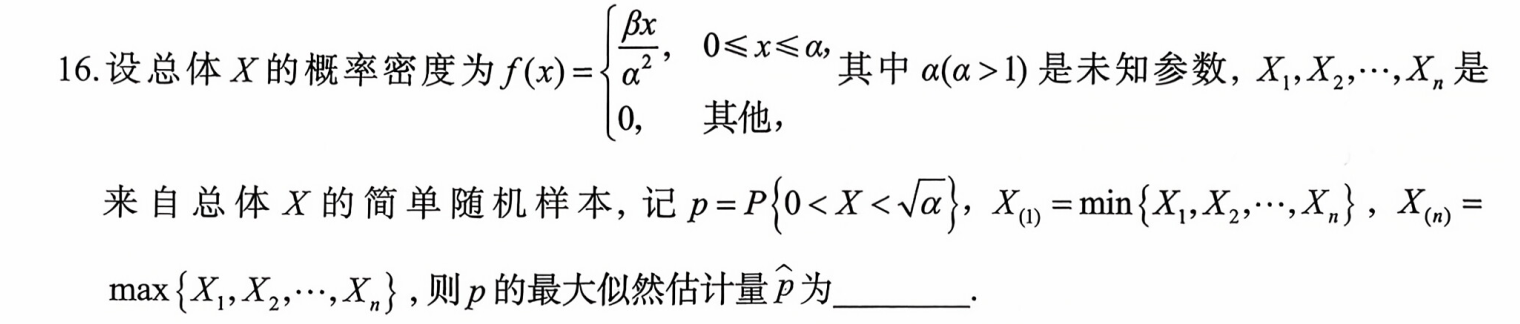 16.设总体 X 的概率密度为 f(x)={βx/α², 0≤x≤α, 0, 其他, 其中 α(α>1) 是未知参数, X₁,X₂,⋯,Xₙ 是
来自总体 X 的简单随机样本, 记 p=P{0<X<√α}, X₍₁₎=min{X₁,X₂,⋯,Xₙ}, X₍ₙ₎=
max{X₁,X₂,⋯,Xₙ}, 则 p 的最大似然估计量 p̂ 为________.